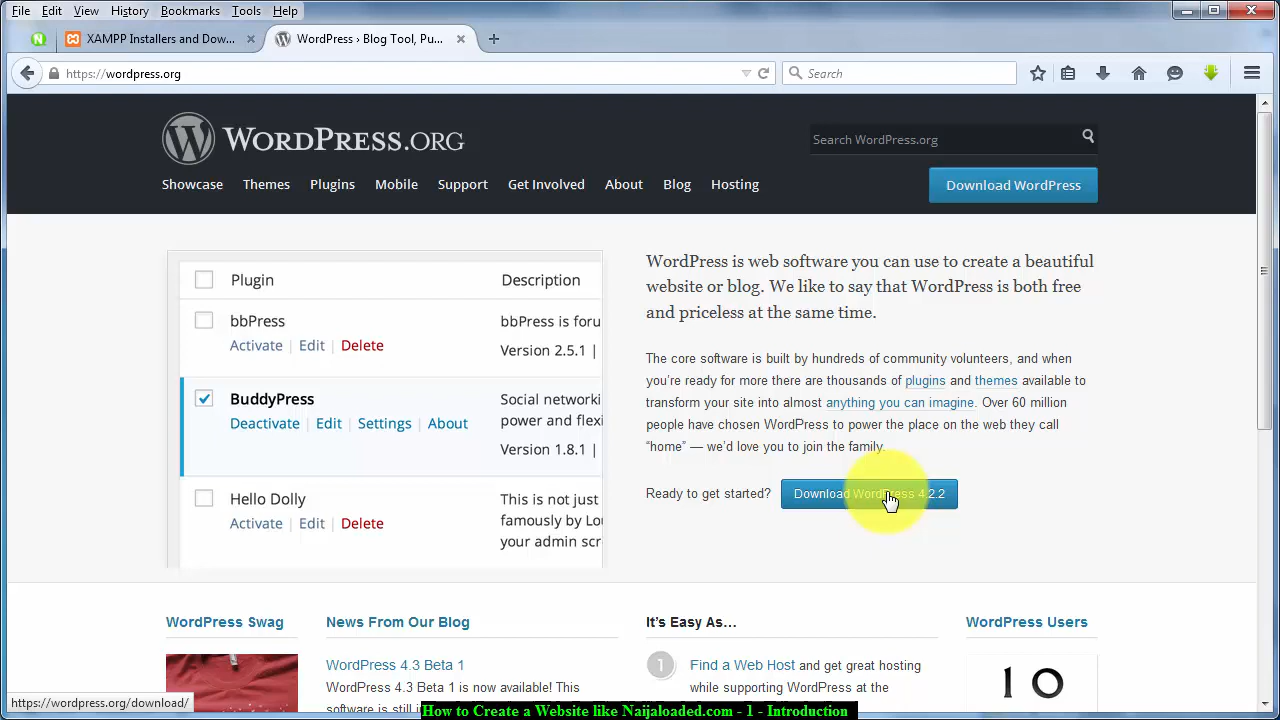 File Edit View History Bookmarks Tools Help
XAMPP Installers and Dow...
WordPress › Blog Tool, Pu...
https://wordpress.org
Search
WORDPRESS.ORG
Search WordPress.org
Showcase Themes Plugins Mobile Support Get Involved About Blog Hosting
Download WordPress
Plugin Description
bbPress bbPress is foru
Activate | Edit | Delete
Version 2.5.1 |
BuddyPress Social networki
Deactivate | Edit | Settings | About power and flexi
Version 1.8.1 |
Hello Dolly This is not just
Activate | Edit | Delete famously by Lou
your admin scr
WordPress is web software you can use to create a beautiful
website or blog. We like to say that WordPress is both free
and priceless at the same time.
The core software is built by hundreds of community volunteers, and when
you're ready for more there are thousands of plugins and themes available to
transform your site into almost anything you can imagine. Over 60 million
people have chosen WordPress to power the place on the web they call
“home” — we'd love you to join the family.
Ready to get started? Download WordPress 4.2.2
WordPress Swag
News From Our Blog
WordPress 4.3 Beta 1
WordPress 4.3 Beta 1 is now available! This
It's Easy As...
1 Find a Web Host and get great hosting
while supporting WordPress at the
WordPress Users
10
https://wordpress.org/download/
How to Create a Website like Naijaloaded.com - 1 - Introduction